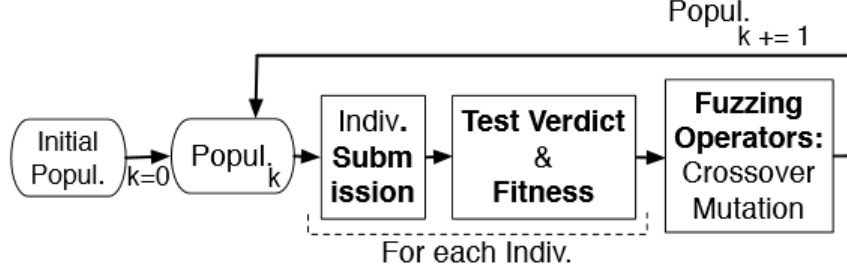 Popul.
k += 1
Initial
Popul.
k=0
Popul.
k
Indiv.
Subm
ission
Test Verdict
&
Fitness
Fuzzing
Operators:
Crossover
Mutation
For each Indiv.